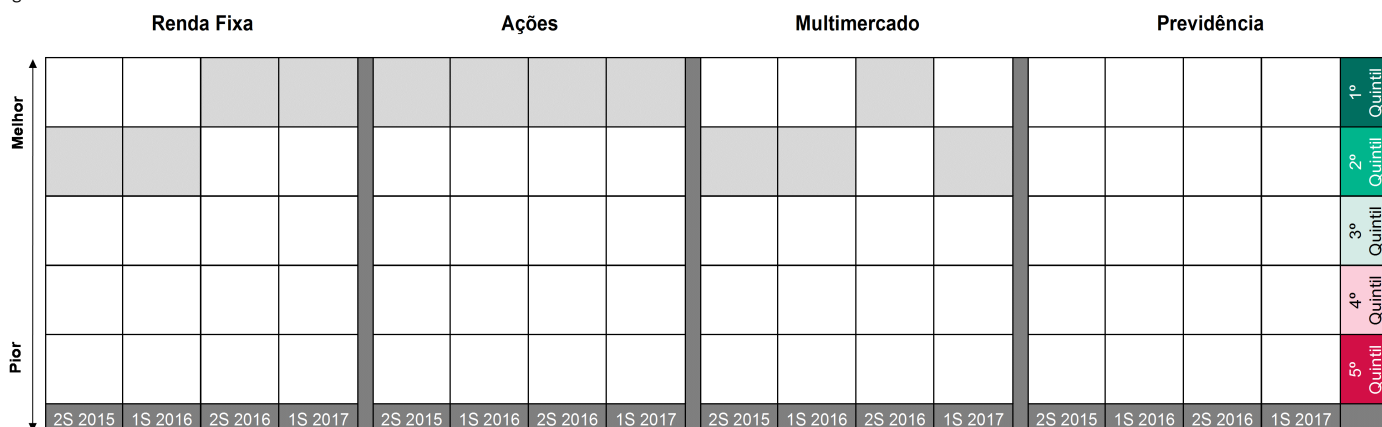 Renda Fixa
Ações
Multimercado
Previdência
Melhor
Pior
1º
Quintil
2º
Quintil
3º
Quintil
4º
Quintil
5º
Quintil
2S 2015
1S 2016
2S 2016
1S 2017
2S 2015
1S 2016
2S 2016
1S 2017
2S 2015
1S 2016
2S 2016
1S 2017
2S 2015
1S 2016
2S 2016
1S 2017